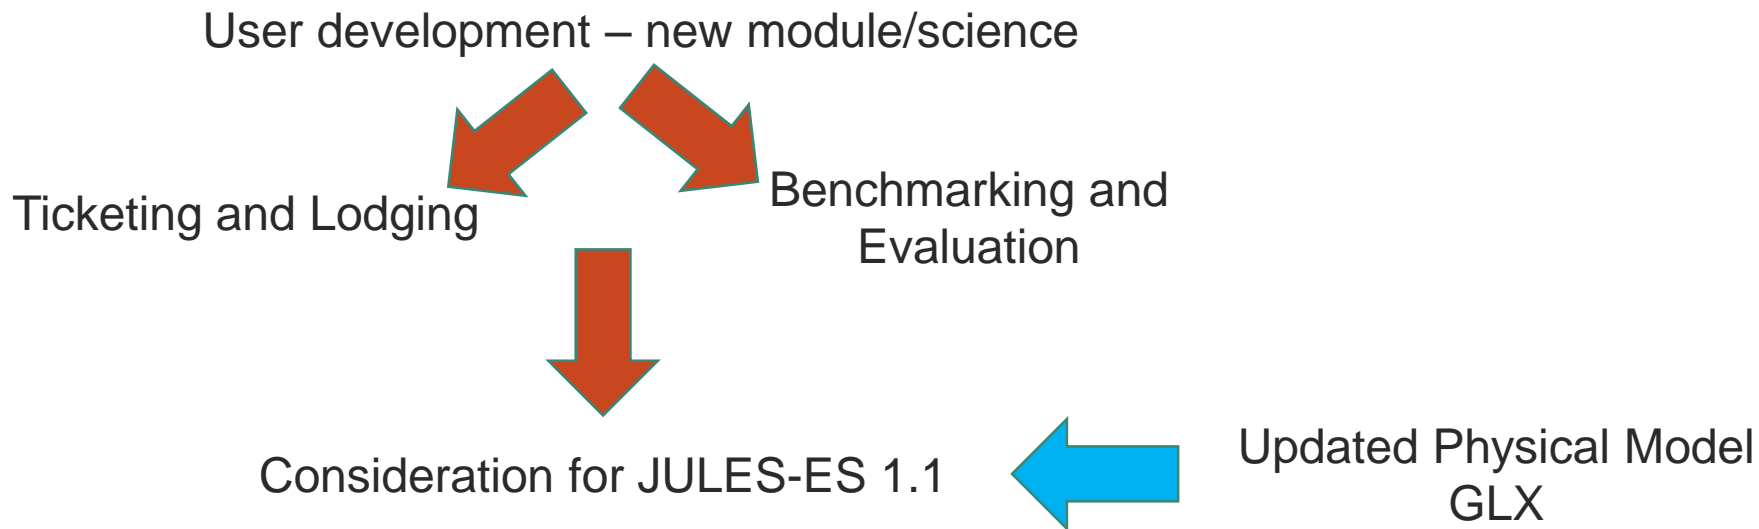 User development – new module/science
Ticketing and Lodging
Benchmarking and
Evaluation
Consideration for JULES-ES 1.1
Updated Physical Model
GLX